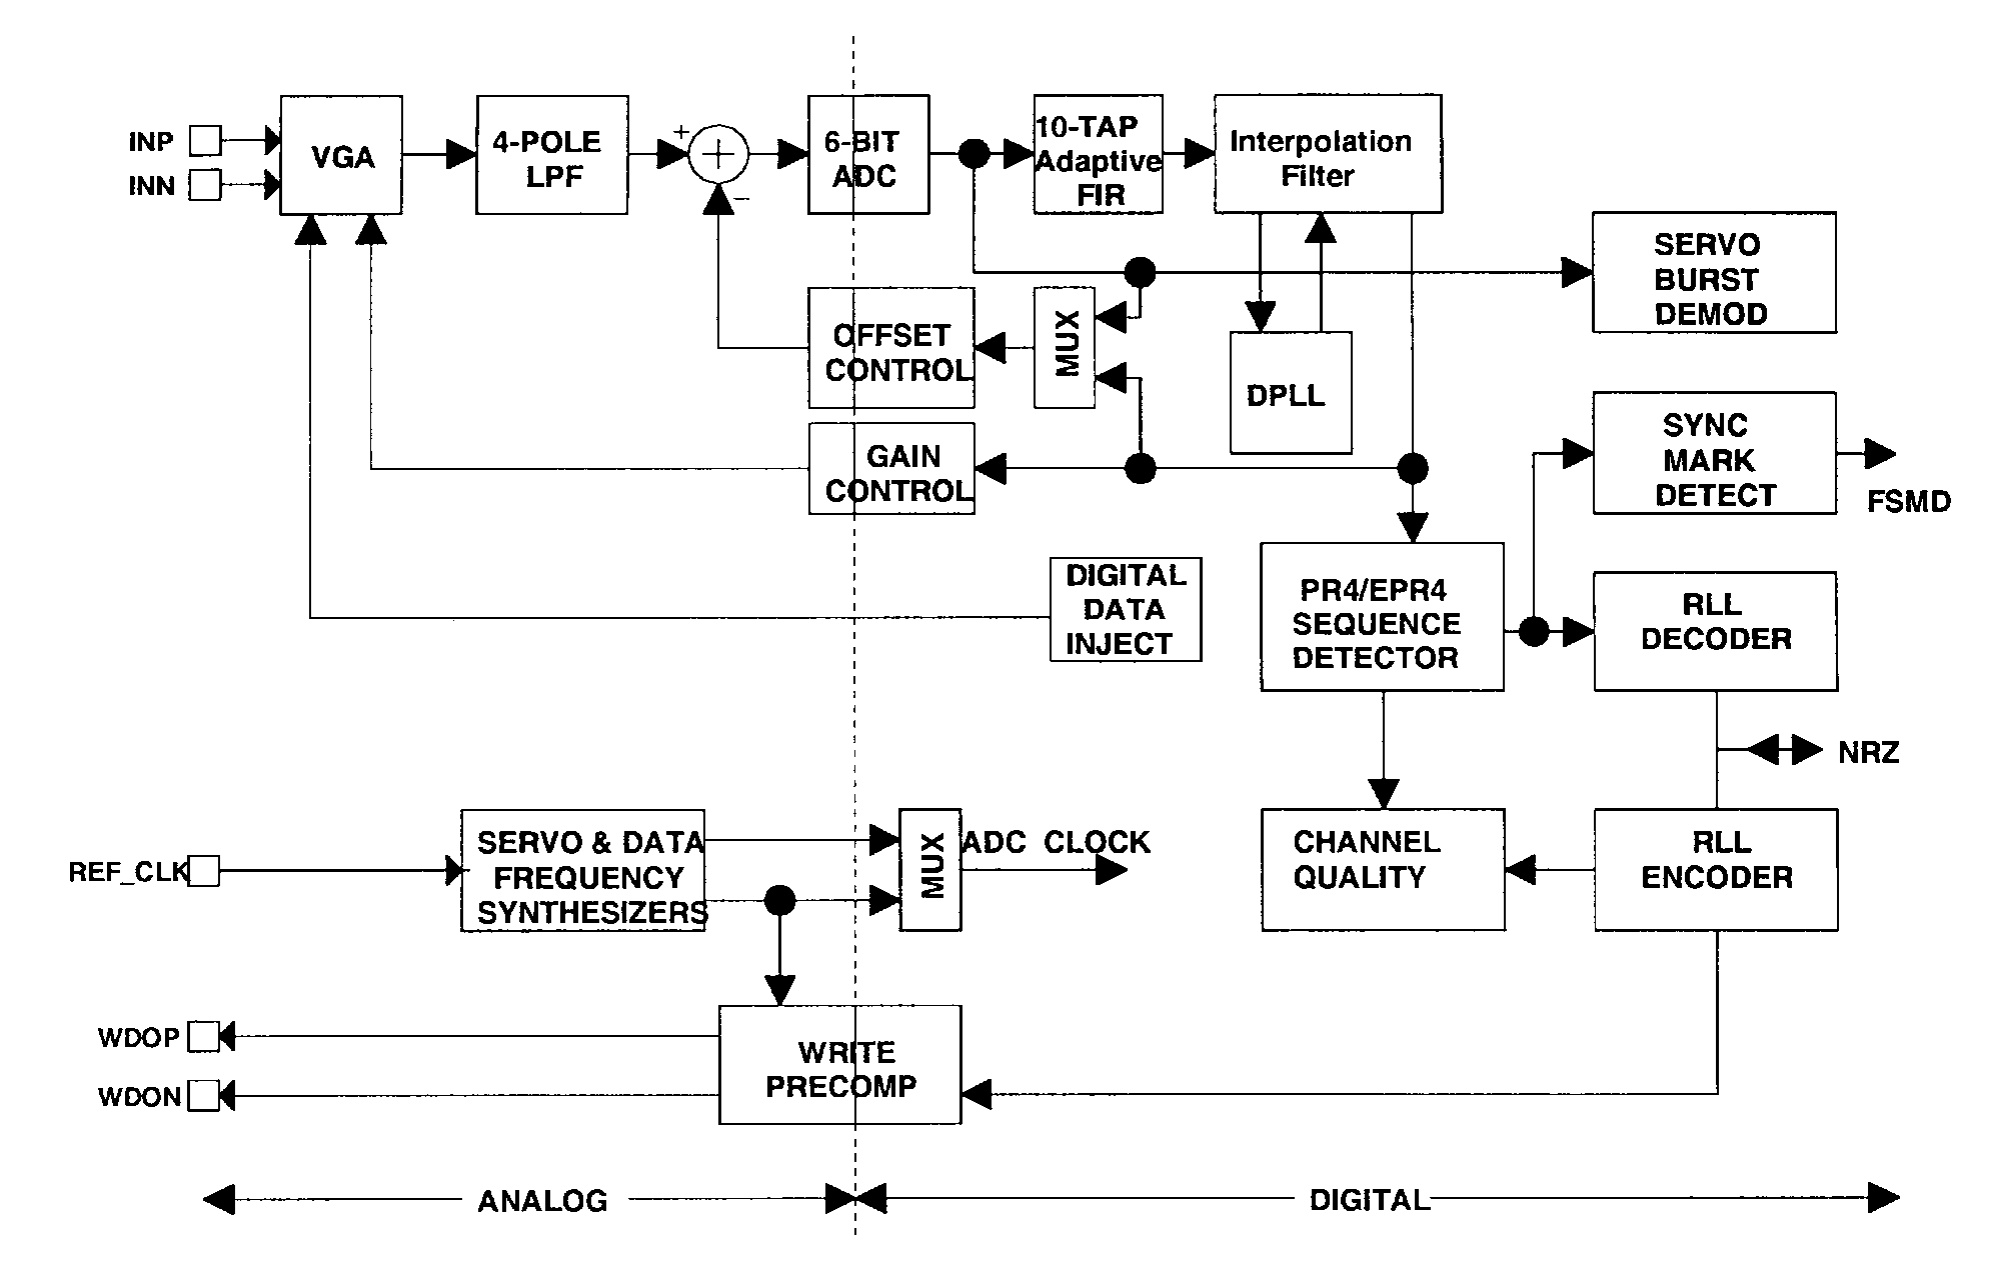 INP
INN
VGA
4-POLE
LPF
+
−
6-BIT
ADC
10-TAP
Adaptive
FIR
Interpolation
Filter
SERVO
BURST
DEMOD
OFFSET
CONTROL
MUX
DPLL
GAIN
CONTROL
SYNC
MARK
DETECT
FSMD
DIGITAL
DATA
INJECT
PR4/EPR4
SEQUENCE
DETECTOR
RLL
DECODER
NRZ
REF_CLK
SERVO & DATA
FREQUENCY
SYNTHESIZERS
MUX
ADC CLOCK
CHANNEL
QUALITY
RLL
ENCODER
WDOP
WDON
WRITE
PRECOMP
ANALOG
DIGITAL